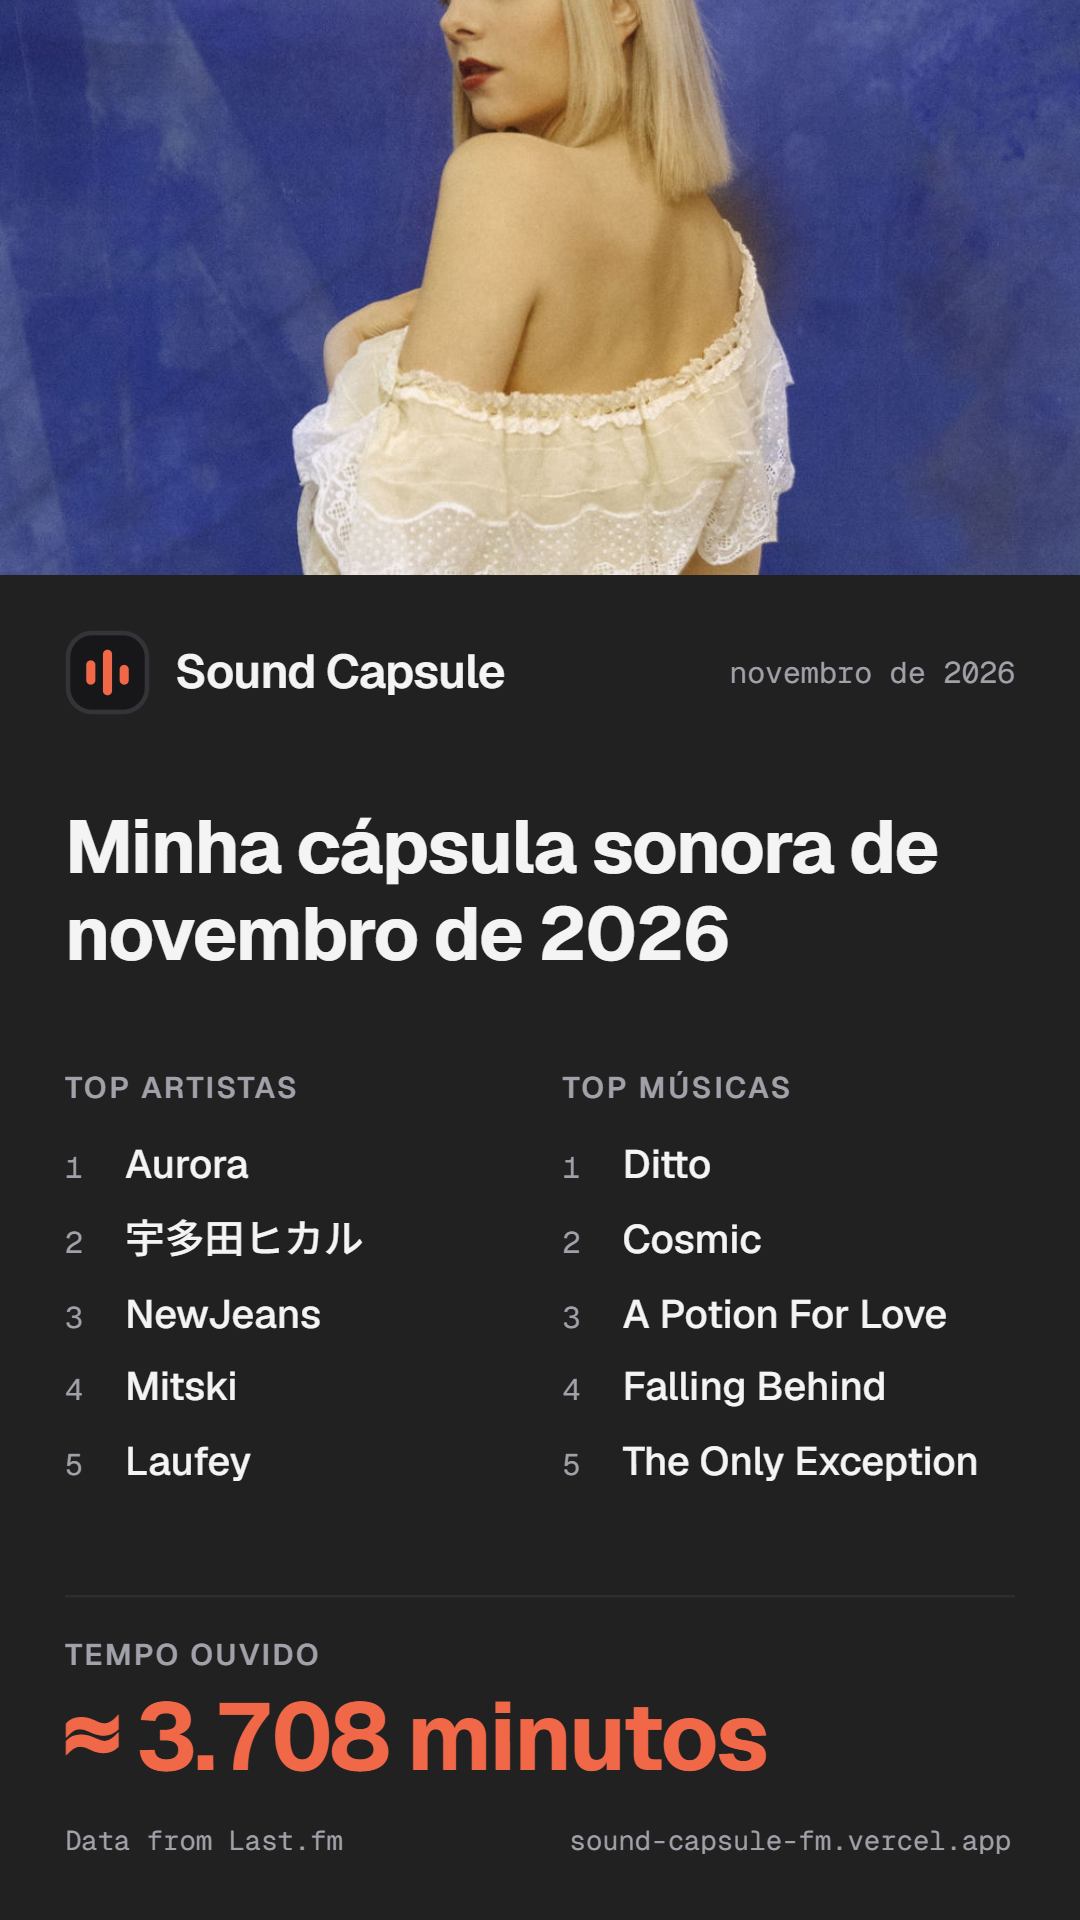 Sound Capsule
novembro de 2026
Minha cápsula sonora de
novembro de 2026
TOP ARTISTAS
1 Aurora
2 宇多田ヒカル
3 NewJeans
4 Mitski
5 Laufey
TOP MÚSICAS
1 Ditto
2 Cosmic
3 A Potion For Love
4 Falling Behind
5 The Only Exception
TEMPO OUVIDO
≈ 3.708 minutos
Data from Last.fm
sound-capsule-fm.vercel.app